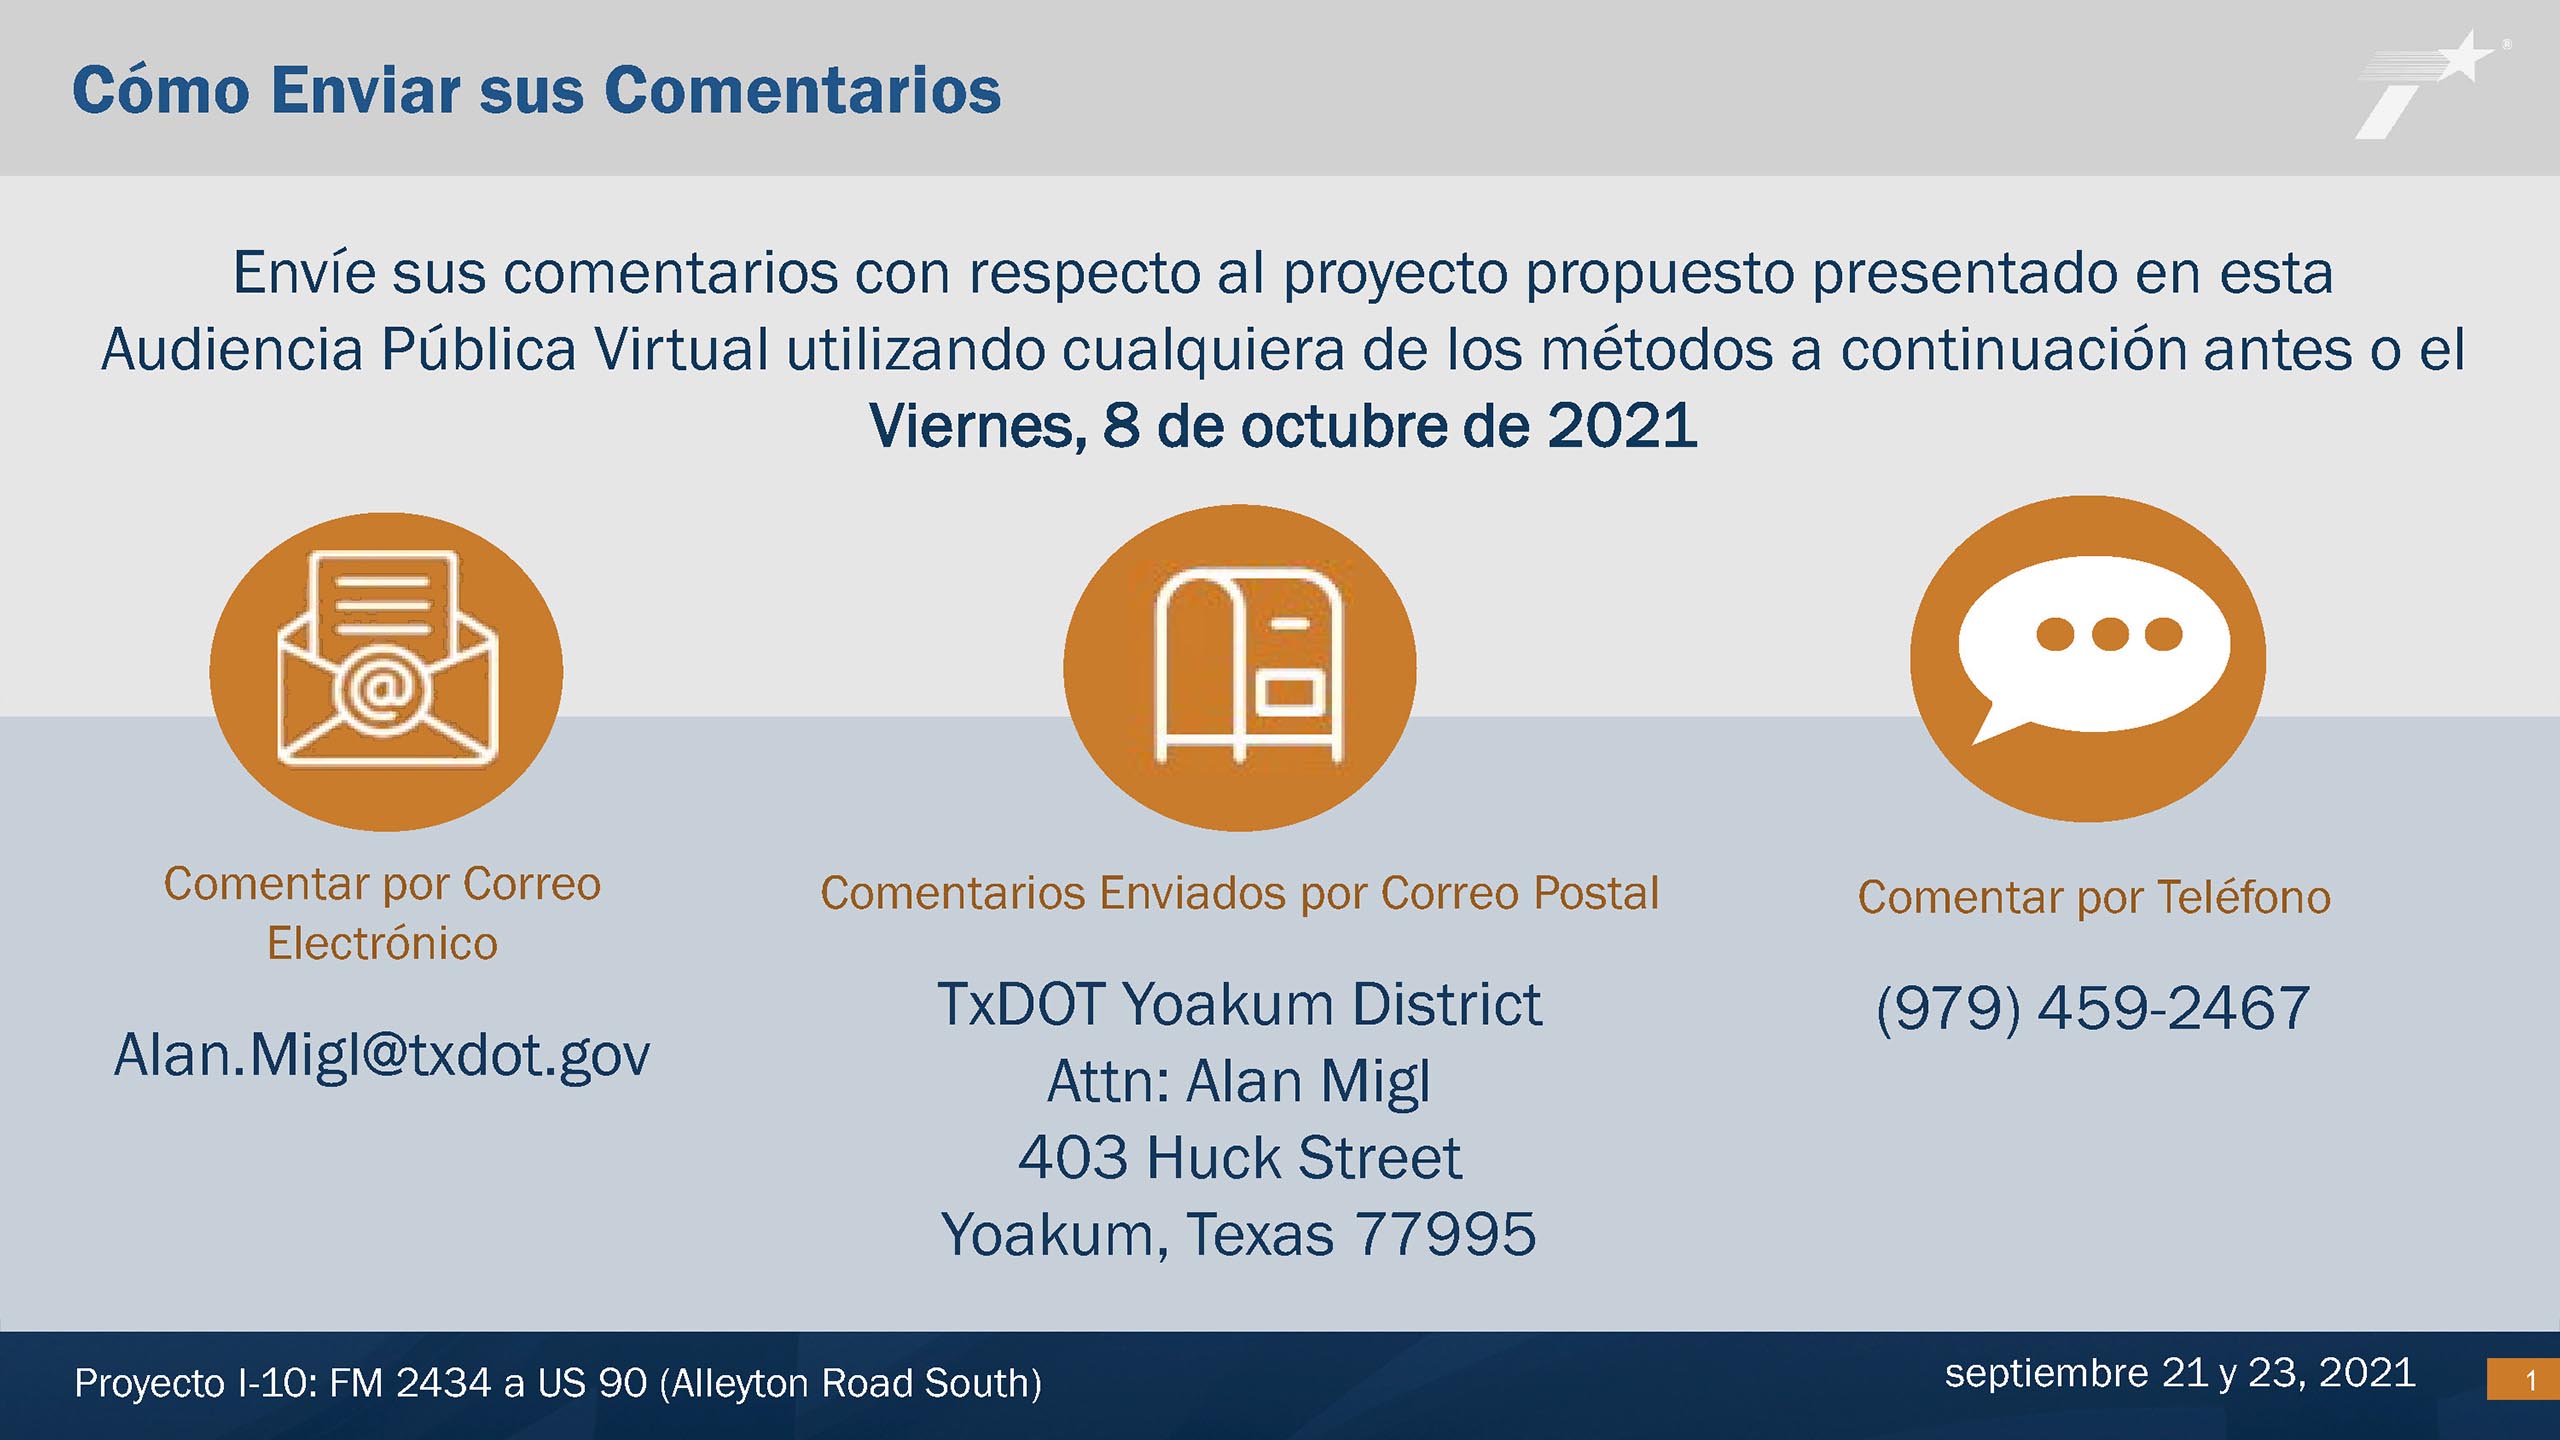 Cómo Enviar sus Comentarios
®
Envíe sus comentarios con respecto al proyecto propuesto presentado en esta
Audiencia Pública Virtual utilizando cualquiera de los métodos a continuación antes o el
Viernes, 8 de octubre de 2021
@
Comentar por Correo
Electrónico
Alan.Migl@txdot.gov
Comentarios Enviados por Correo Postal
TxDOT Yoakum District
Attn: Alan Migl
403 Huck Street
Yoakum, Texas 77995
Comentar por Teléfono
(979) 459-2467
Proyecto I-10: FM 2434 a US 90 (Alleyton Road South)
septiembre 21 y 23, 2021
1